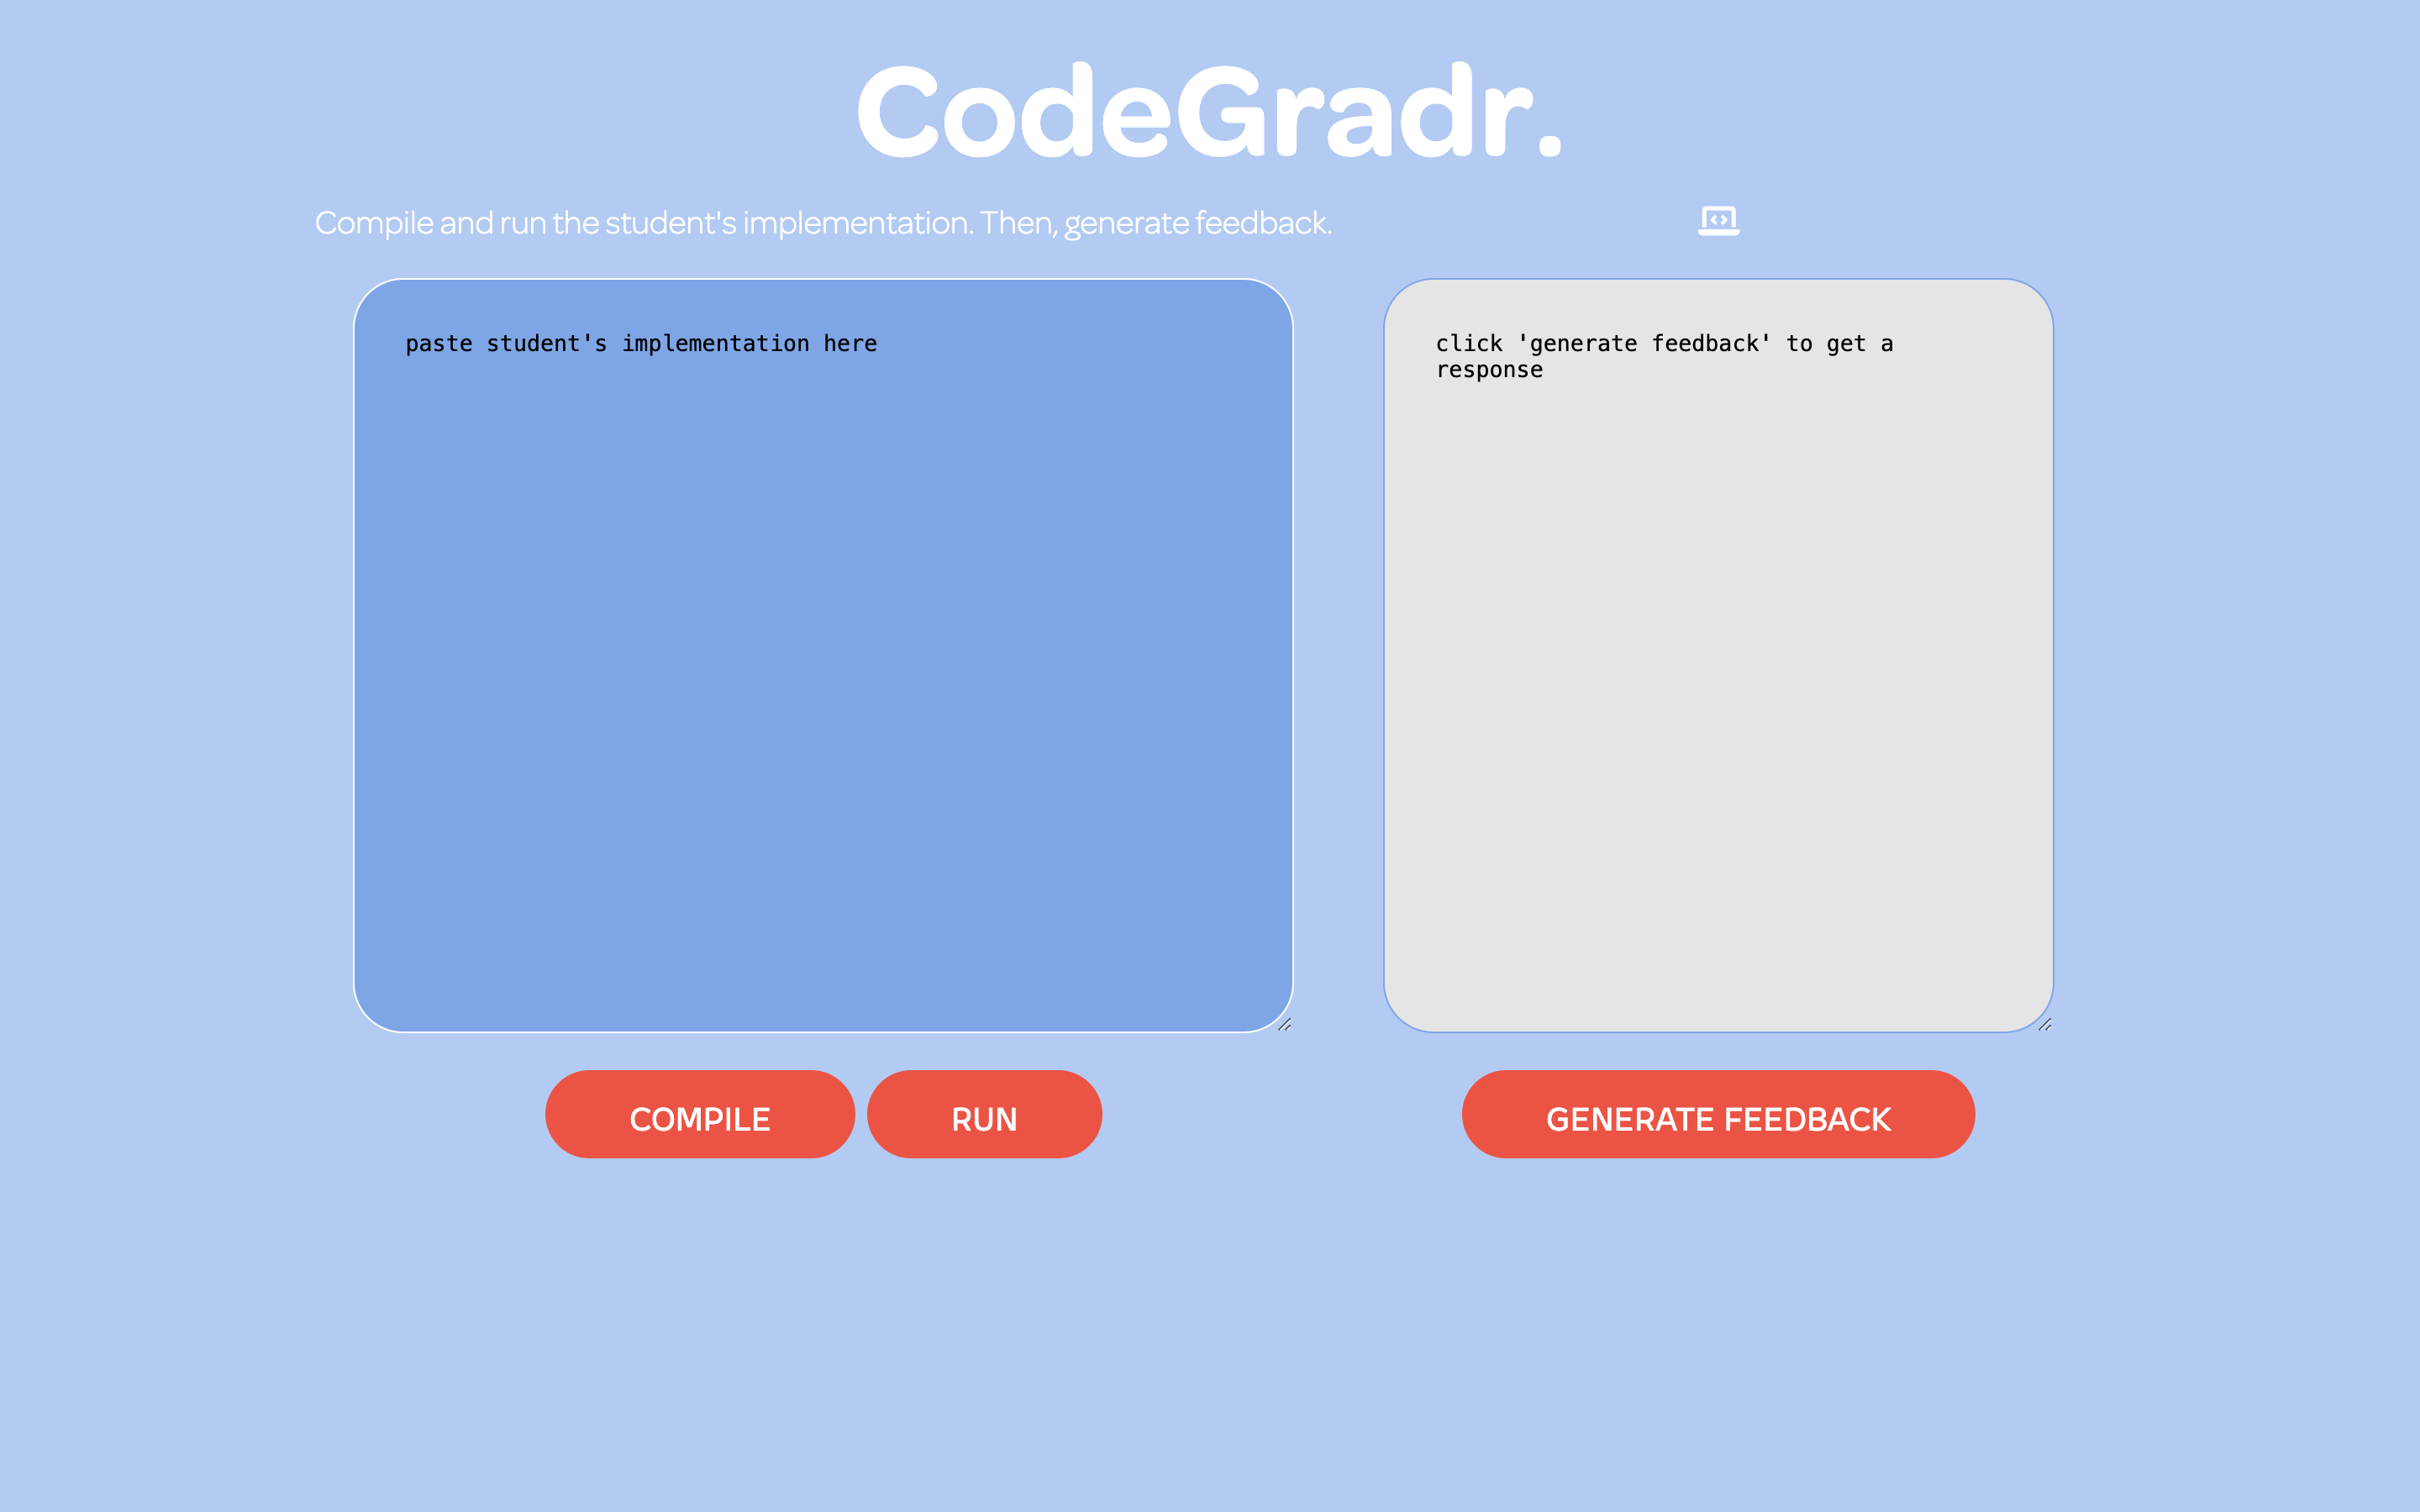 CodeGradr.
Compile and run the student's implementation. Then, generate feedback.
paste student's implementation here
click 'generate feedback' to get a
response
COMPILE
RUN
GENERATE FEEDBACK